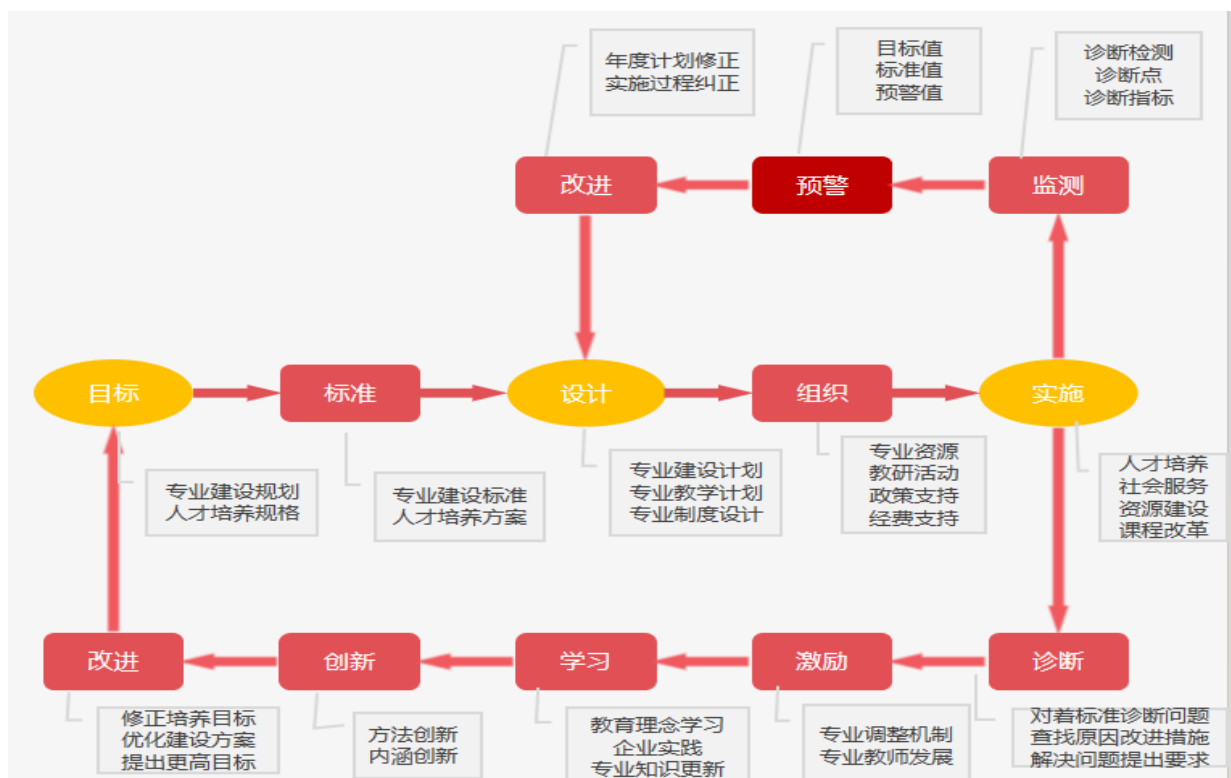 年度计划修正
实施过程纠正
目标值
标准值
预警值
诊断检测
诊断点
诊断指标
改进
预警
监测
目标
标准
设计
组织
实施
专业建设规划
人才培养规格
专业建设标准
人才培养方案
专业建设计划
专业教学计划
专业制度设计
专业资源
教研活动
政策支持
经费支持
人才培养
社会服务
资源建设
课程改革
改进
创新
学习
激励
诊断
修正培养目标
优化建设方案
提出更高目标
方法创新
内涵创新
教育理念学习
企业实践
专业知识更新
专业调整机制
专业教师发展
对着标准诊断问题
查找原因改进措施
解决问题提出要求